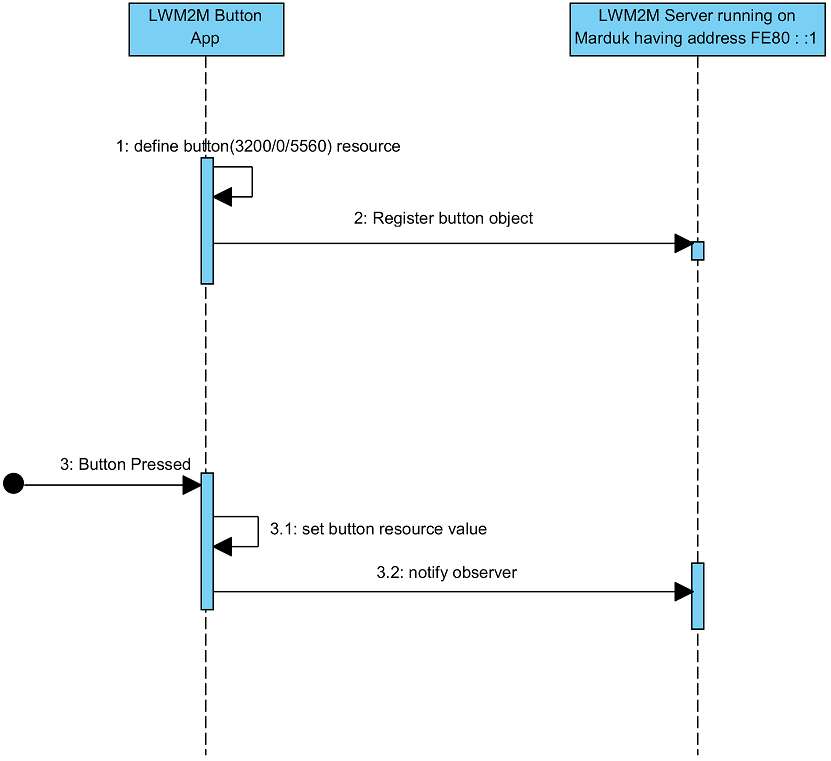 LWM2M Button
App
LWM2M Server running on
Marduk having address FE80 : :1
1: define button(3200/0/5560) resource
2: Register button object
3: Button Pressed
3.1: set button resource value
3.2: notify observer